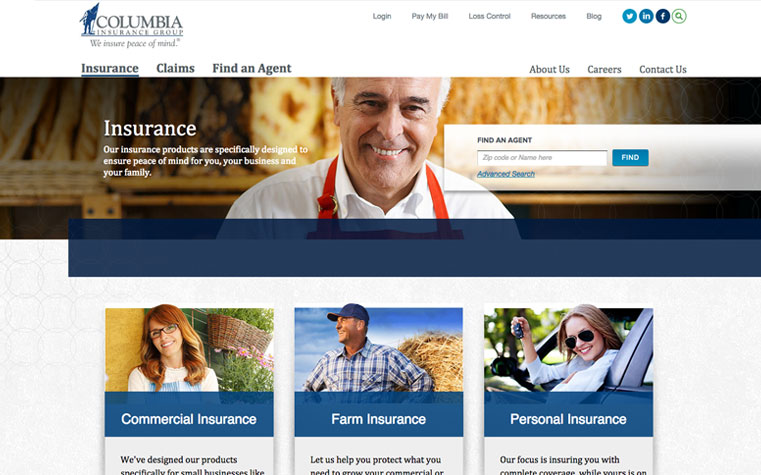 Login Pay My Bill Loss Control Resources Blog
COLUMBIA
INSURANCE GROUP
We insure peace of mind.®
Insurance Claims Find an Agent
About Us Careers Contact Us
Insurance
Our insurance products are specifically designed to
ensure peace of mind for you, your business and
your family.
FIND AN AGENT
Zip code or Name here FIND
Advanced Search
Commercial Insurance
We've designed our products
specifically for small businesses like
Farm Insurance
Let us help you protect what you
need to grow your commercial or
Personal Insurance
Our focus is insuring you with
complete coverage, while yours is on